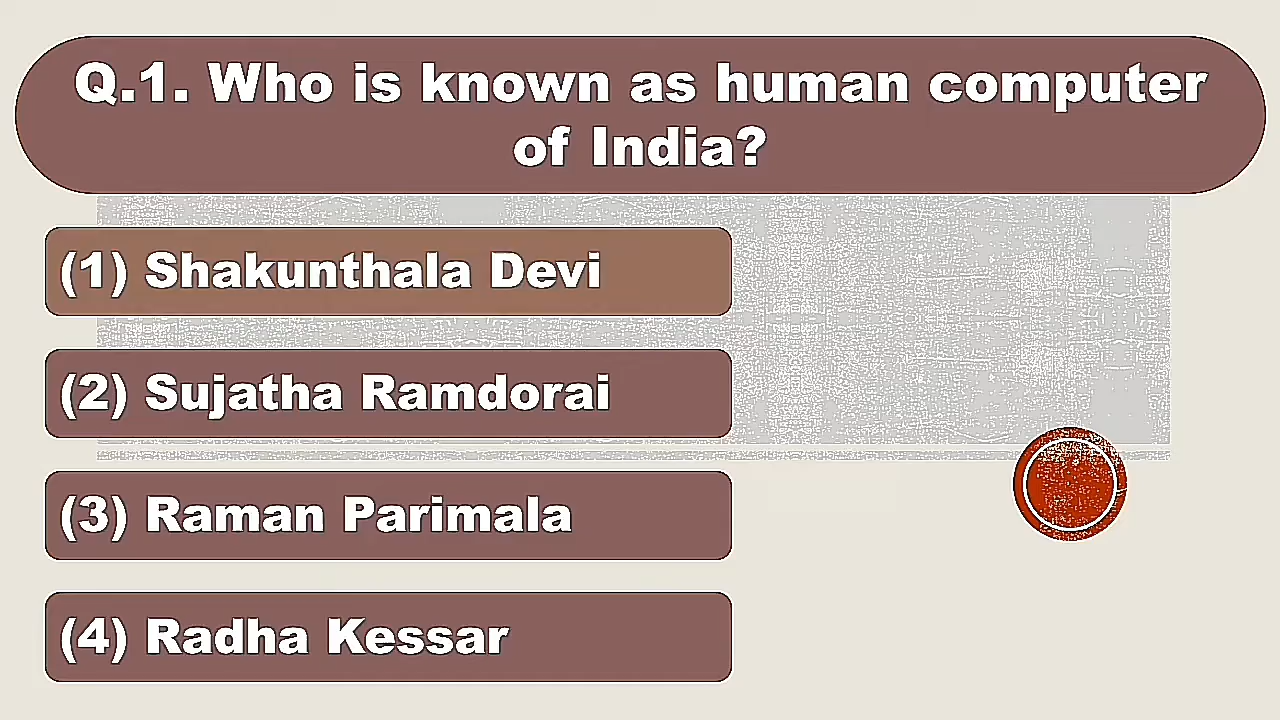 Q.1. Who is known as human computer
of India?
(1) Shakunthala Devi
(2) Sujatha Ramdorai
(3) Raman Parimala
(4) Radha Kessar